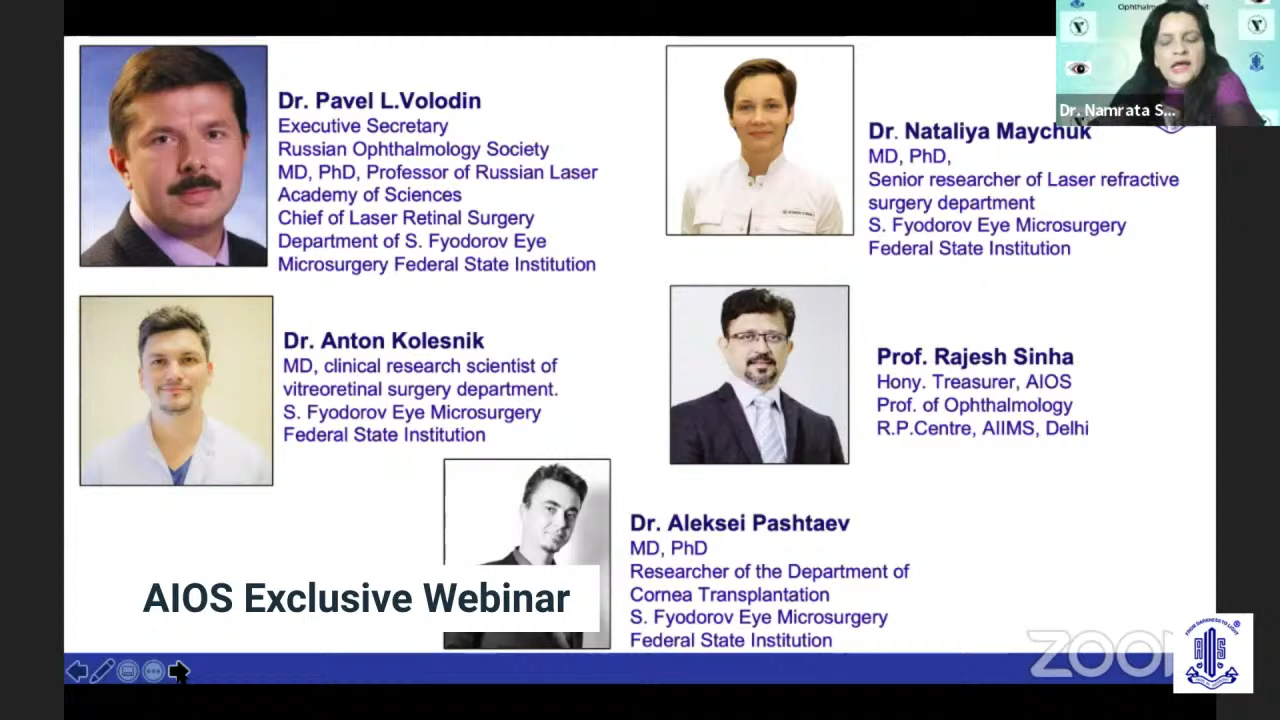 Dr. Pavel L.Volodin
Executive Secretary
Russian Ophthalmology Society
MD, PhD, Professor of Russian Laser
Academy of Sciences
Chief of Laser Retinal Surgery
Department of S. Fyodorov Eye
Microsurgery Federal State Institution
Dr. Nataliya Maychuk
MD, PhD,
Senior researcher of Laser refractive
surgery department
S. Fyodorov Eye Microsurgery
Federal State Institution
Dr. Namrata S...
Dr. Anton Kolesnik
MD, clinical research scientist of
vitreoretinal surgery department.
S. Fyodorov Eye Microsurgery
Federal State Institution
Prof. Rajesh Sinha
Hony. Treasurer, AIOS
Prof. of Ophthalmology
R.P.Centre, AIIMS, Delhi
Dr. Aleksei Pashtaev
MD, PhD
Researcher of the Department of
Cornea Transplantation
S. Fyodorov Eye Microsurgery
Federal State Institution
AIOS Exclusive Webinar